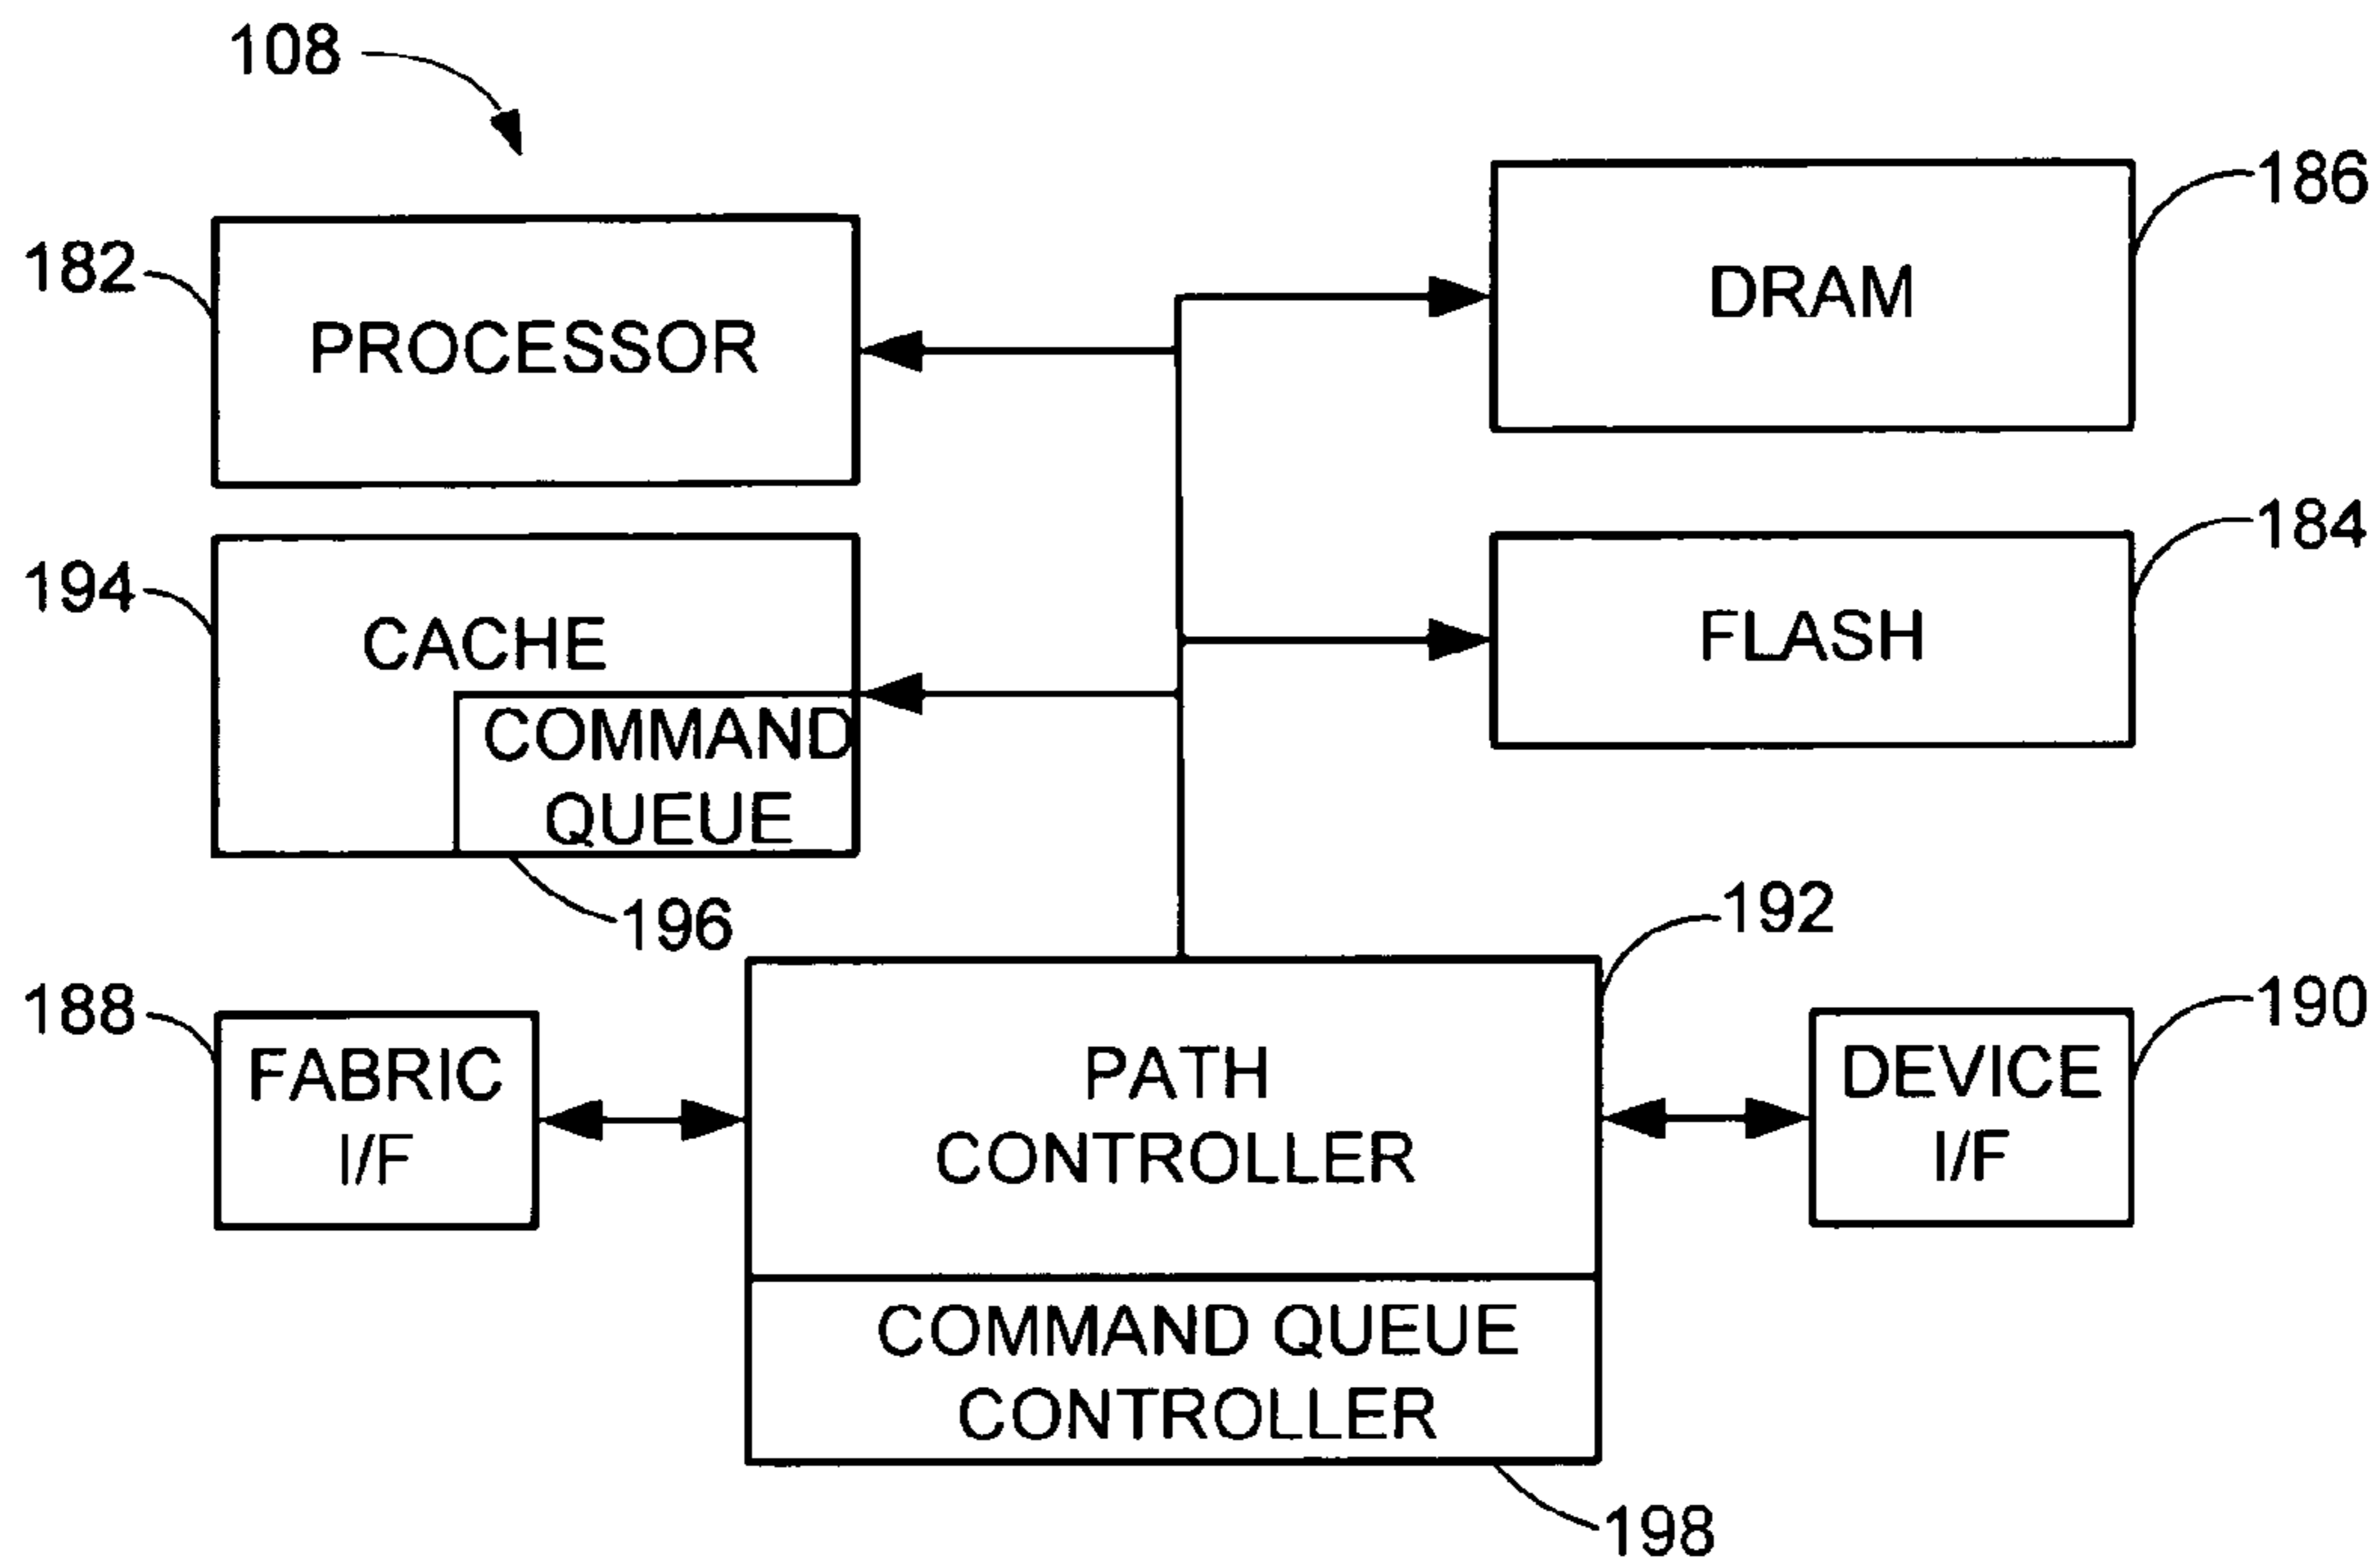 108
186
182
DRAM
PROCESSOR
184
194
CACHE
FLASH
COMMAND
QUEUE
196
192
188
190
FABRIC
I/F
PATH
CONTROLLER
DEVICE
I/F
COMMAND QUEUE
CONTROLLER
198